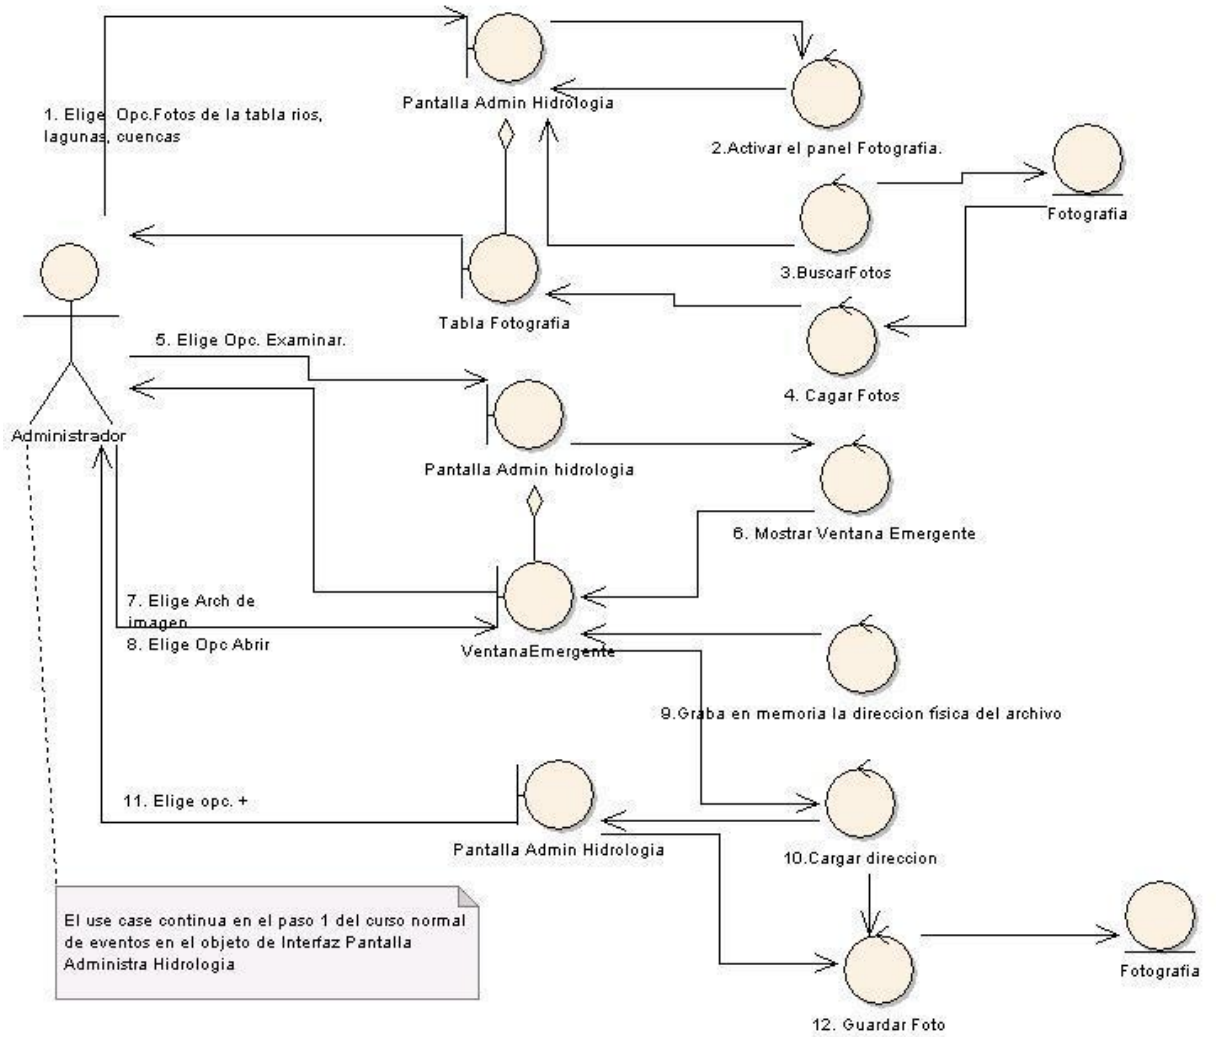 Pantalla Admin Hidrologia
1. Elige Opc.Fotos de la tabla rios,
lagunas, cuencas
2.Activar el panel Fotografia.
Fotografia
3.BuscarFotos
Tabla Fotografia
5. Elige Opc. Examinar.
4. Cagar Fotos
Administrador
Pantalla Admin hidrologia
6. Mostrar Ventana Emergente
7. Elige Arch de
imagen
8. Elige Opc Abrir
VentanaEmergente
9.Graba en memoria la direccion física del archivo
11. Elige opc. +
Pantalla Admin Hidrologia
10.Cargar direccion
El use case continua en el paso 1 del curso normal
de eventos en el objeto de Interfaz Pantalla
Administra Hidrologia
Fotografia
12. Guardar Foto